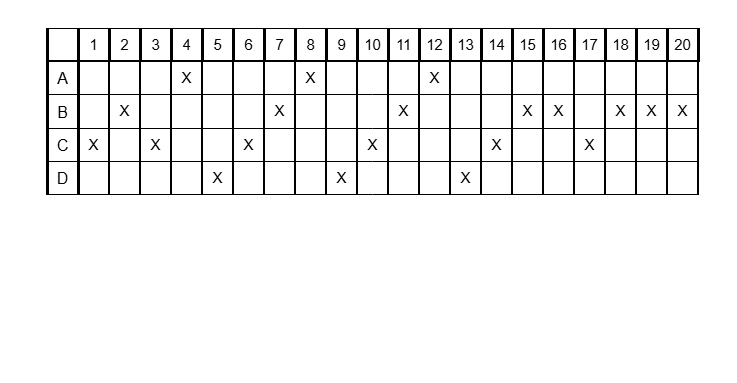 1 2 3 4 5 6 7 8 9 10 11 12 13 14 15 16 17 18 19 20
A X X X
B X X X X X X X X
C X X X X X X
D X X X